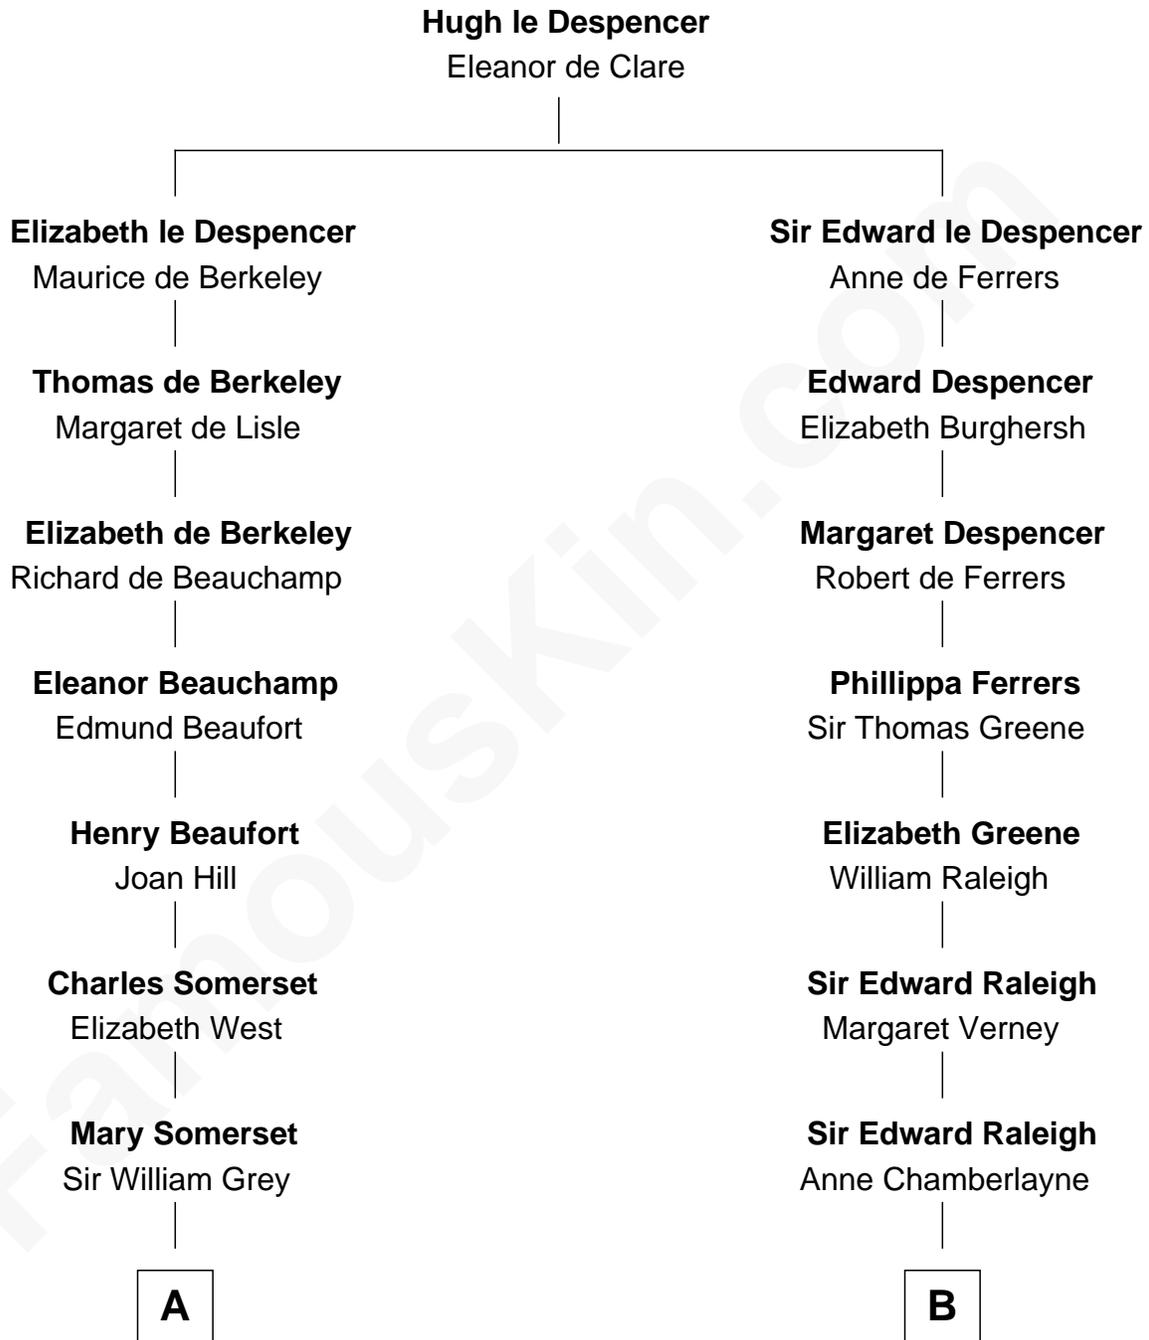 Hugh le Despencer
Eleanor de Clare
Elizabeth le Despencer
Maurice de Berkeley
Sir Edward le Despencer
Anne de Ferrers
Thomas de Berkeley
Margaret de Lisle
Edward Despencer
Elizabeth Burghersh
Elizabeth de Berkeley
Richard de Beauchamp
Margaret Despencer
Robert de Ferrers
Eleanor Beauchamp
Edmund Beaufort
Phillippa Ferrers
Sir Thomas Greene
Henry Beaufort
Joan Hill
Elizabeth Greene
William Raleigh
Charles Somerset
Elizabeth West
Sir Edward Raleigh
Margaret Verney
Mary Somerset
Sir William Grey
Sir Edward Raleigh
Anne Chamberlayne
A
B
FamousKin.com